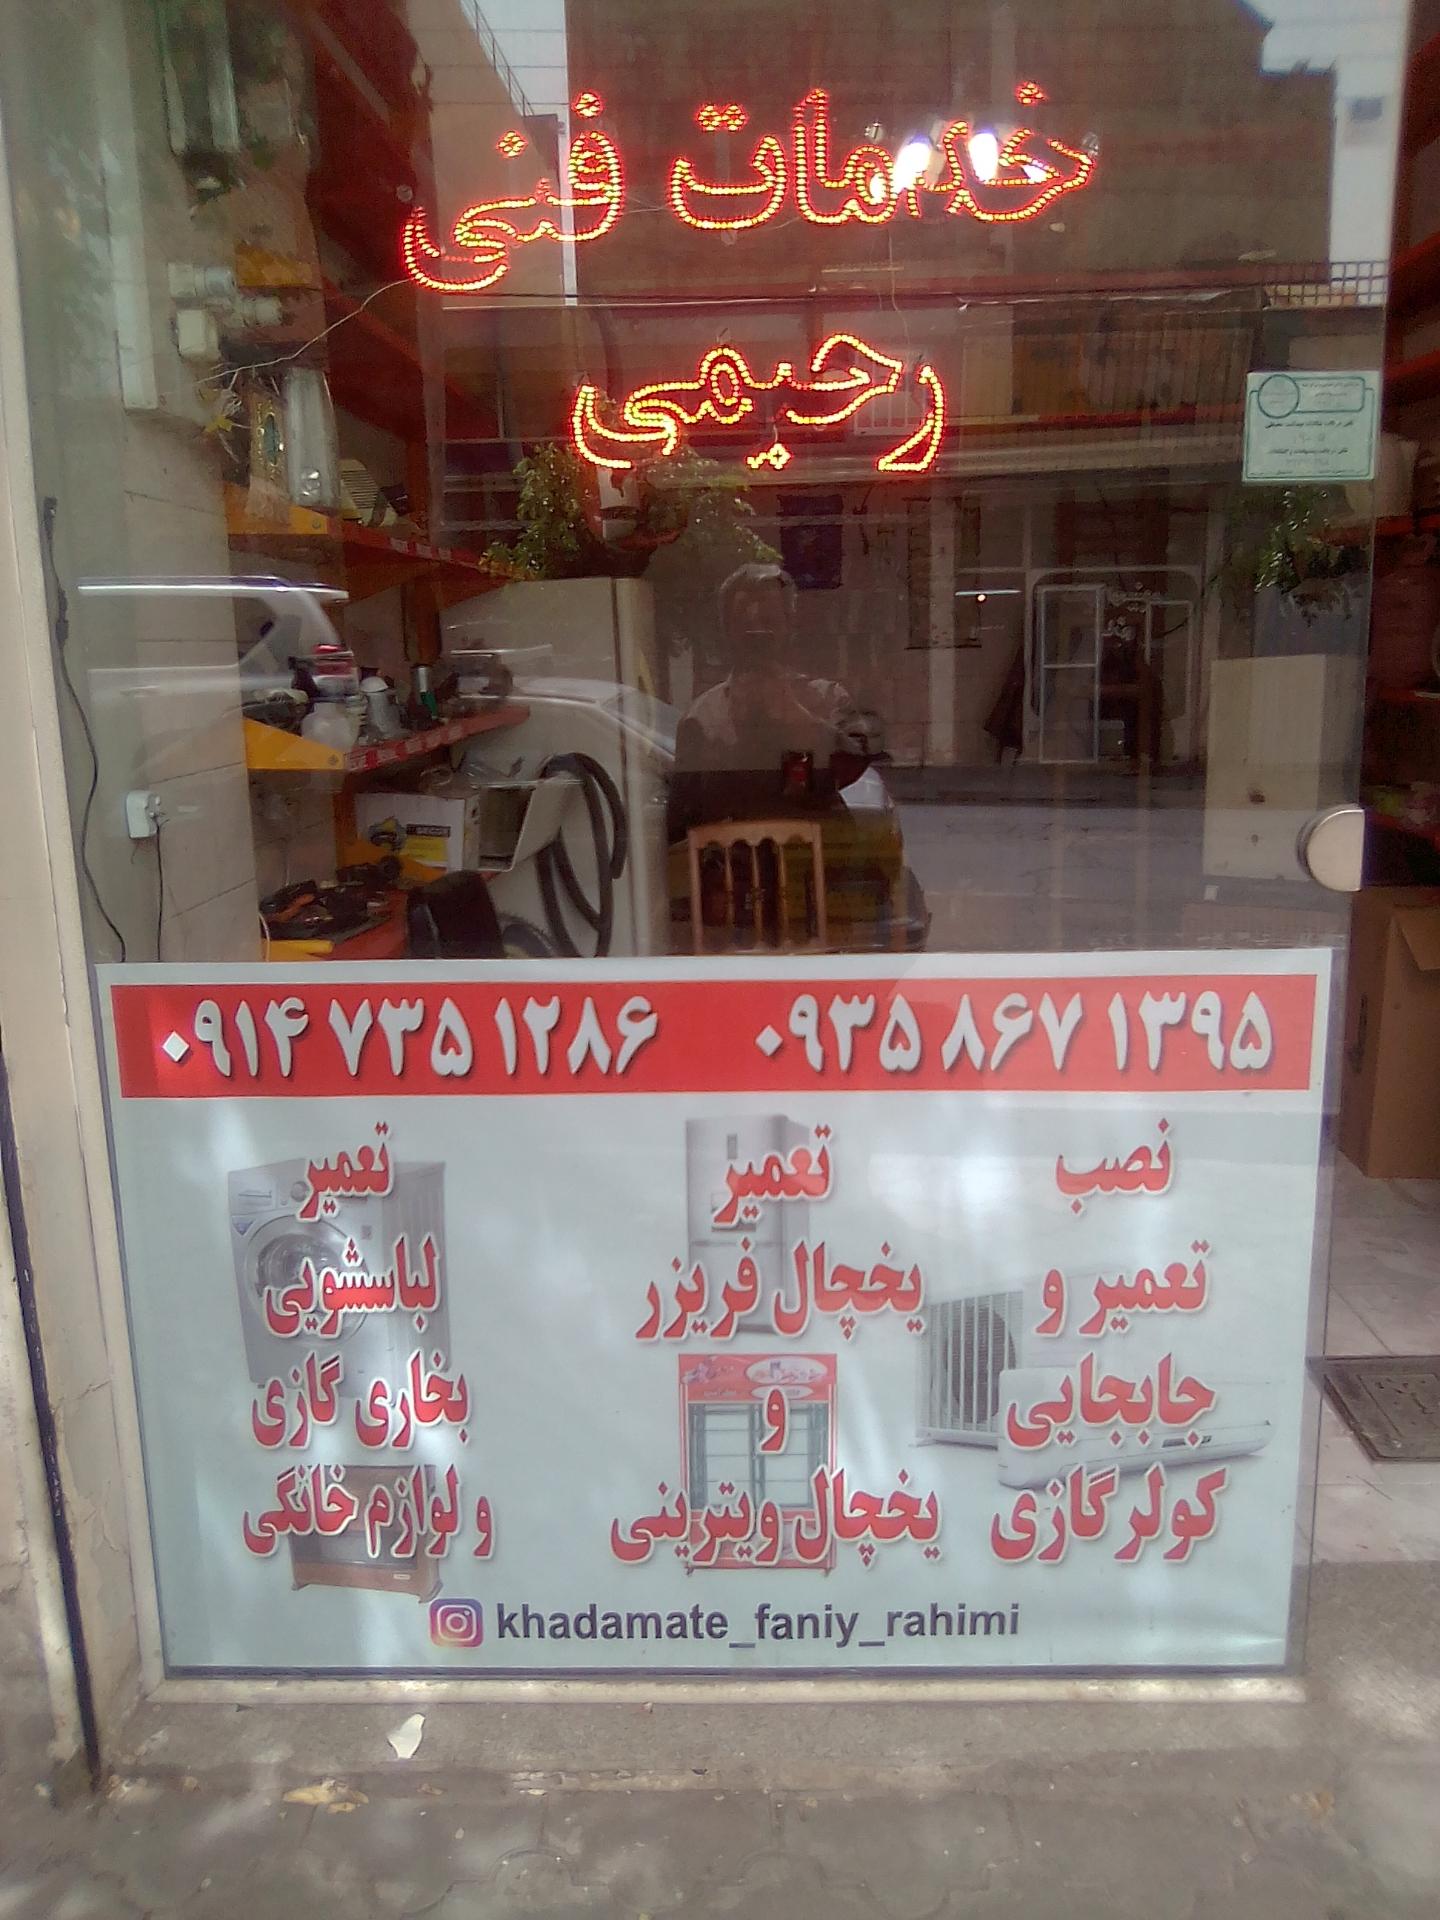 خدمات فنی
رحیمی
۰۹۱۴ ۷۳۵ ۱۲۸۶
۰۹۳۵ ۸۶۷ ۱۳۹۵
نصب
تعمیر و
جابجایی
کولر گازی
تعمیر
یخچال فریزر
و
یخچال ویترینی
تعمیر
لباسشویی
بخاری گازی
و لوازم خانگی
khadamate_faniy_rahimi